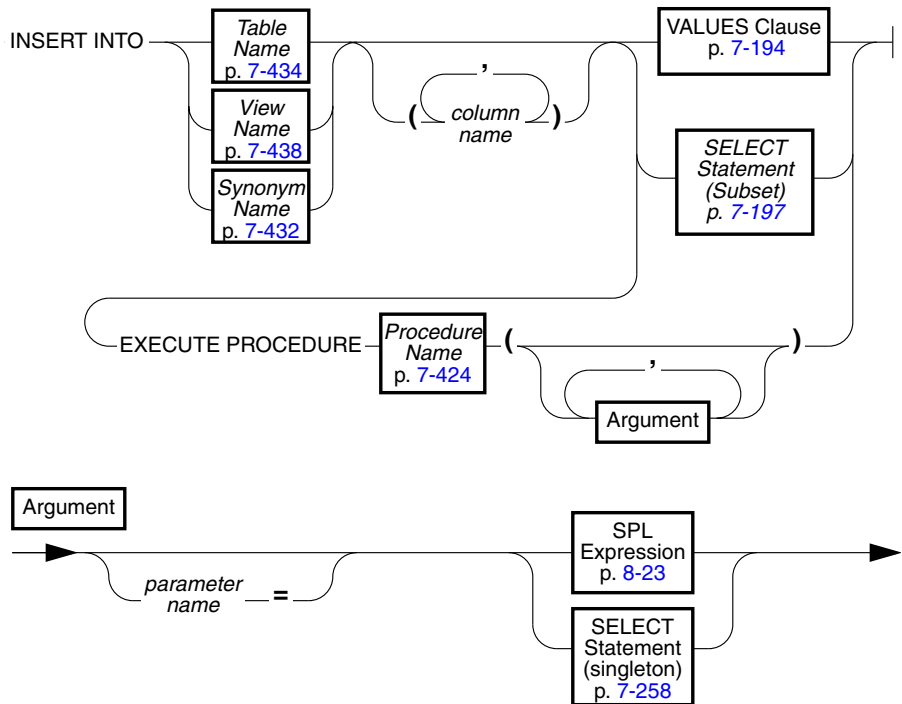 INSERT INTO
Table
Name
p. 7-434
View
Name
p. 7-438
Synonym
Name
p. 7-432
( , column
name )
VALUES Clause
p. 7-194
SELECT
Statement
(Subset)
p. 7-197
EXECUTE PROCEDURE
Procedure
Name
p. 7-424
( , )
Argument
Argument
parameter
name =
SPL
Expression
p. 8-23
SELECT
Statement
(singleton)
p. 7-258